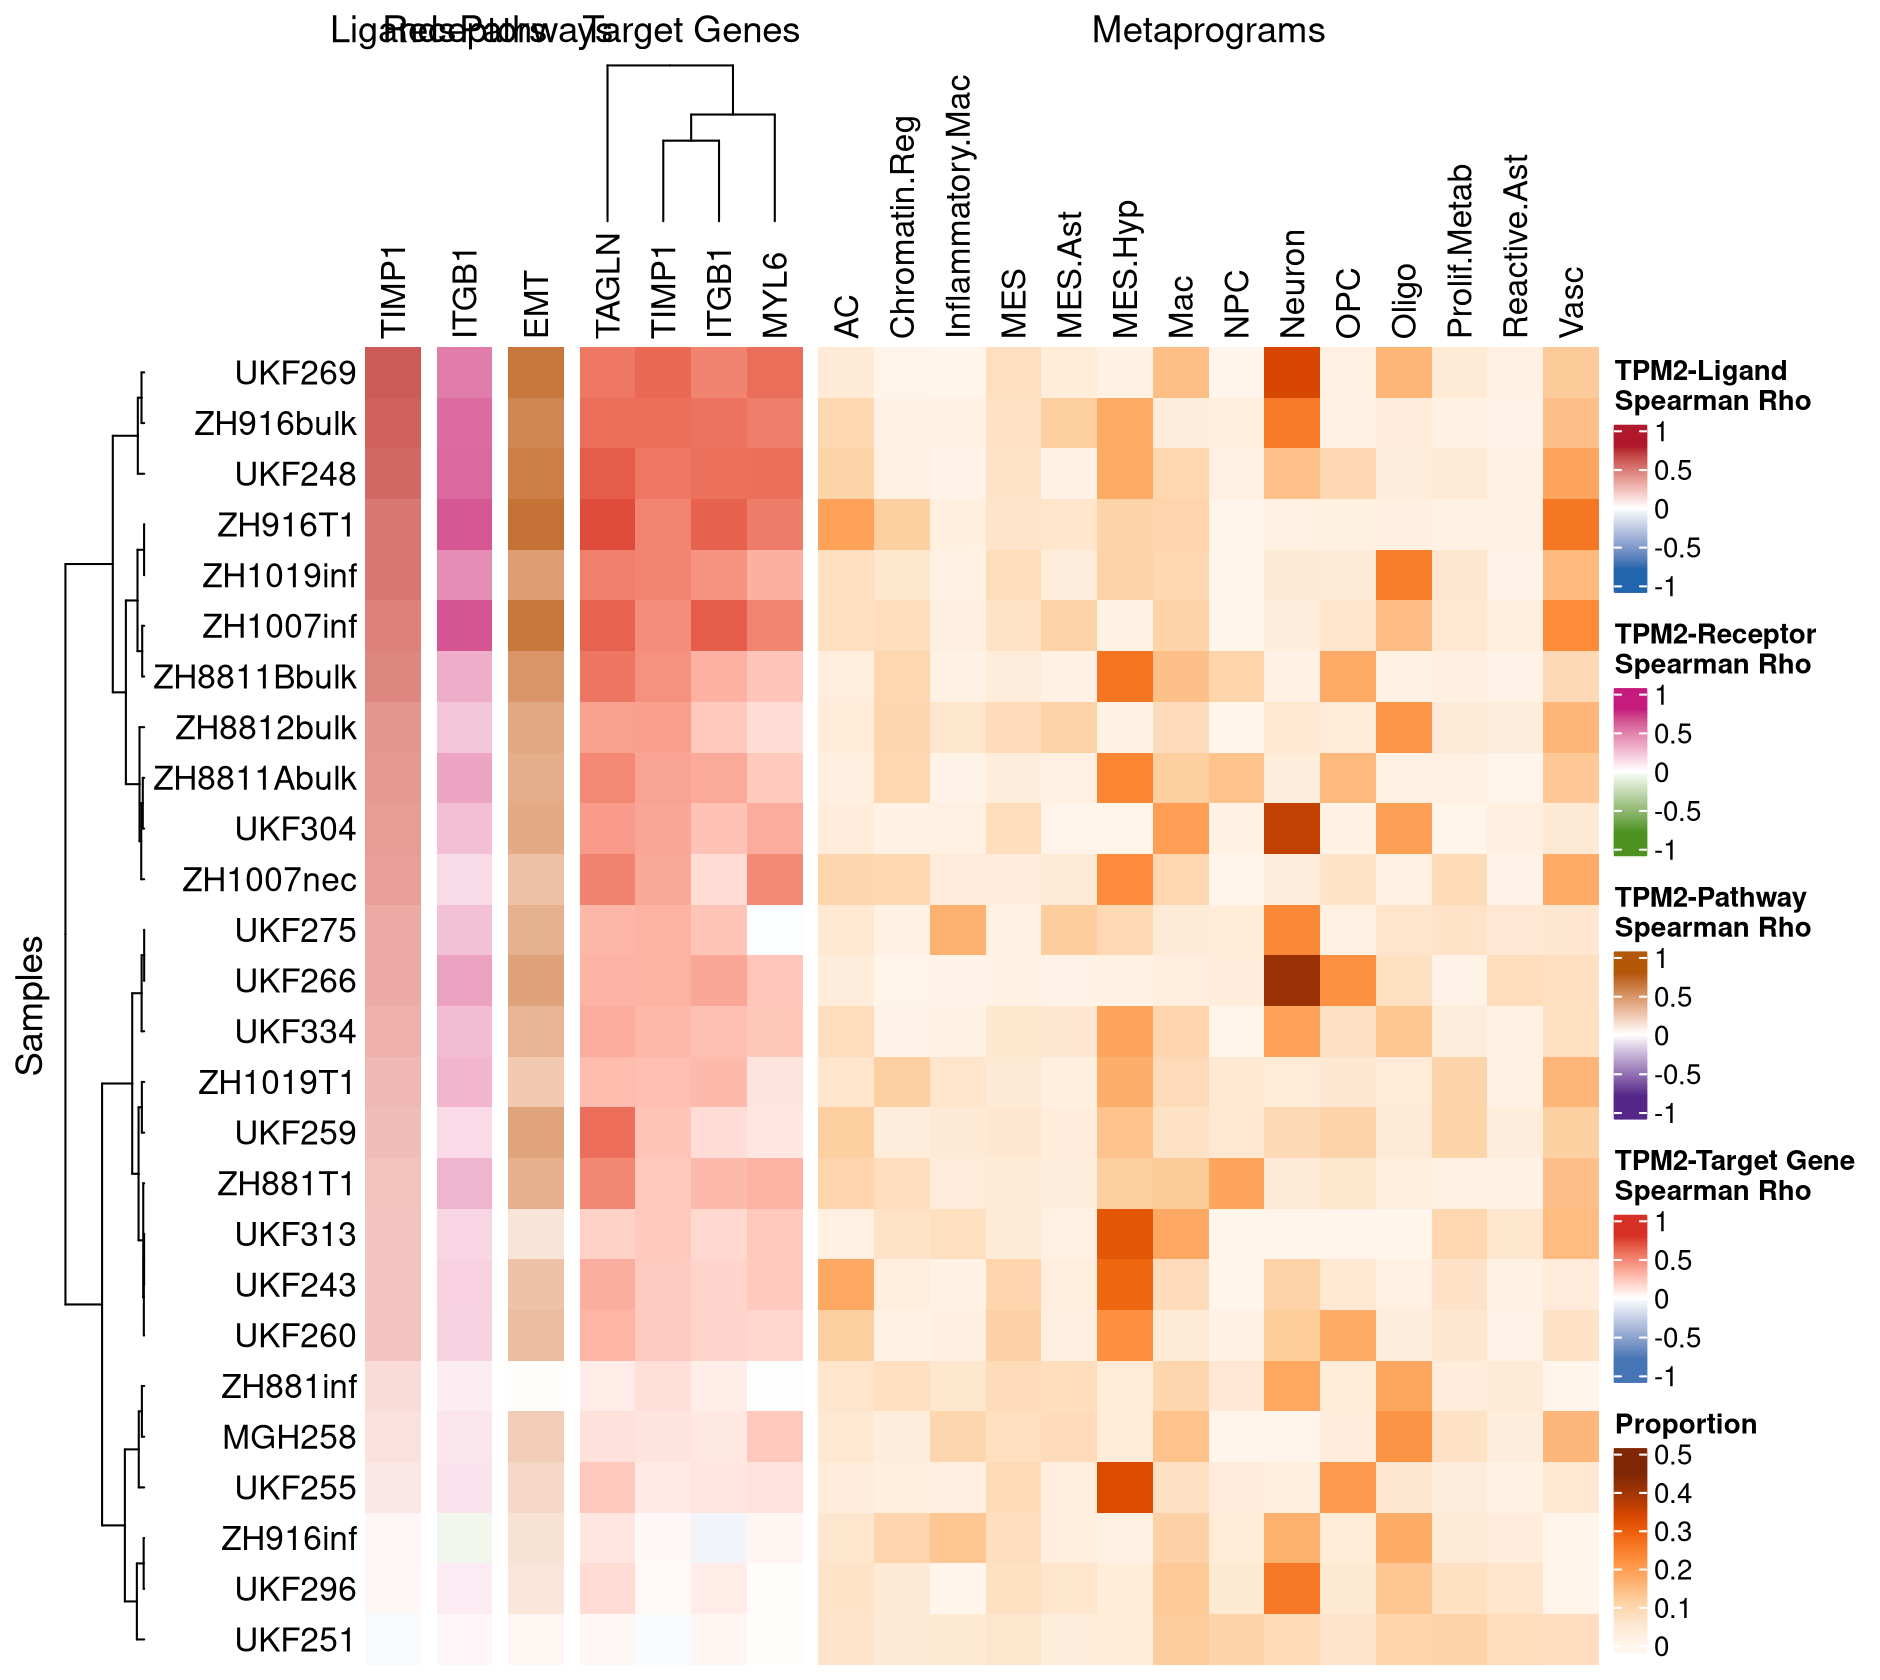 Ligands Receptors Pathways Target Genes Metaprograms
TIMP1 ITGB1 EMT TAGLN TIMP1 ITGB1 MYL6 AC Chromatin.Reg Inflammatory.Mac MES MES.Ast MES.Hyp Mac NPC Neuron OPC Oligo Prolif.Metab Reactive.Ast Vasc
Samples
UKF269
ZH916bulk
UKF248
ZH916T1
ZH1019inf
ZH1007inf
ZH8811Bbulk
ZH8812bulk
ZH8811Abulk
UKF304
ZH1007nec
UKF275
UKF266
UKF334
ZH1019T1
UKF259
ZH881T1
UKF313
UKF243
UKF260
ZH881inf
MGH258
UKF255
ZH916inf
UKF296
UKF251
TPM2-Ligand
Spearman Rho
1
0.5
0
-0.5
-1
TPM2-Receptor
Spearman Rho
1
0.5
0
-0.5
-1
TPM2-Pathway
Spearman Rho
1
0.5
0
-0.5
-1
TPM2-Target Gene
Spearman Rho
1
0.5
0
-0.5
-1
Proportion
0.5
0.4
0.3
0.2
0.1
0